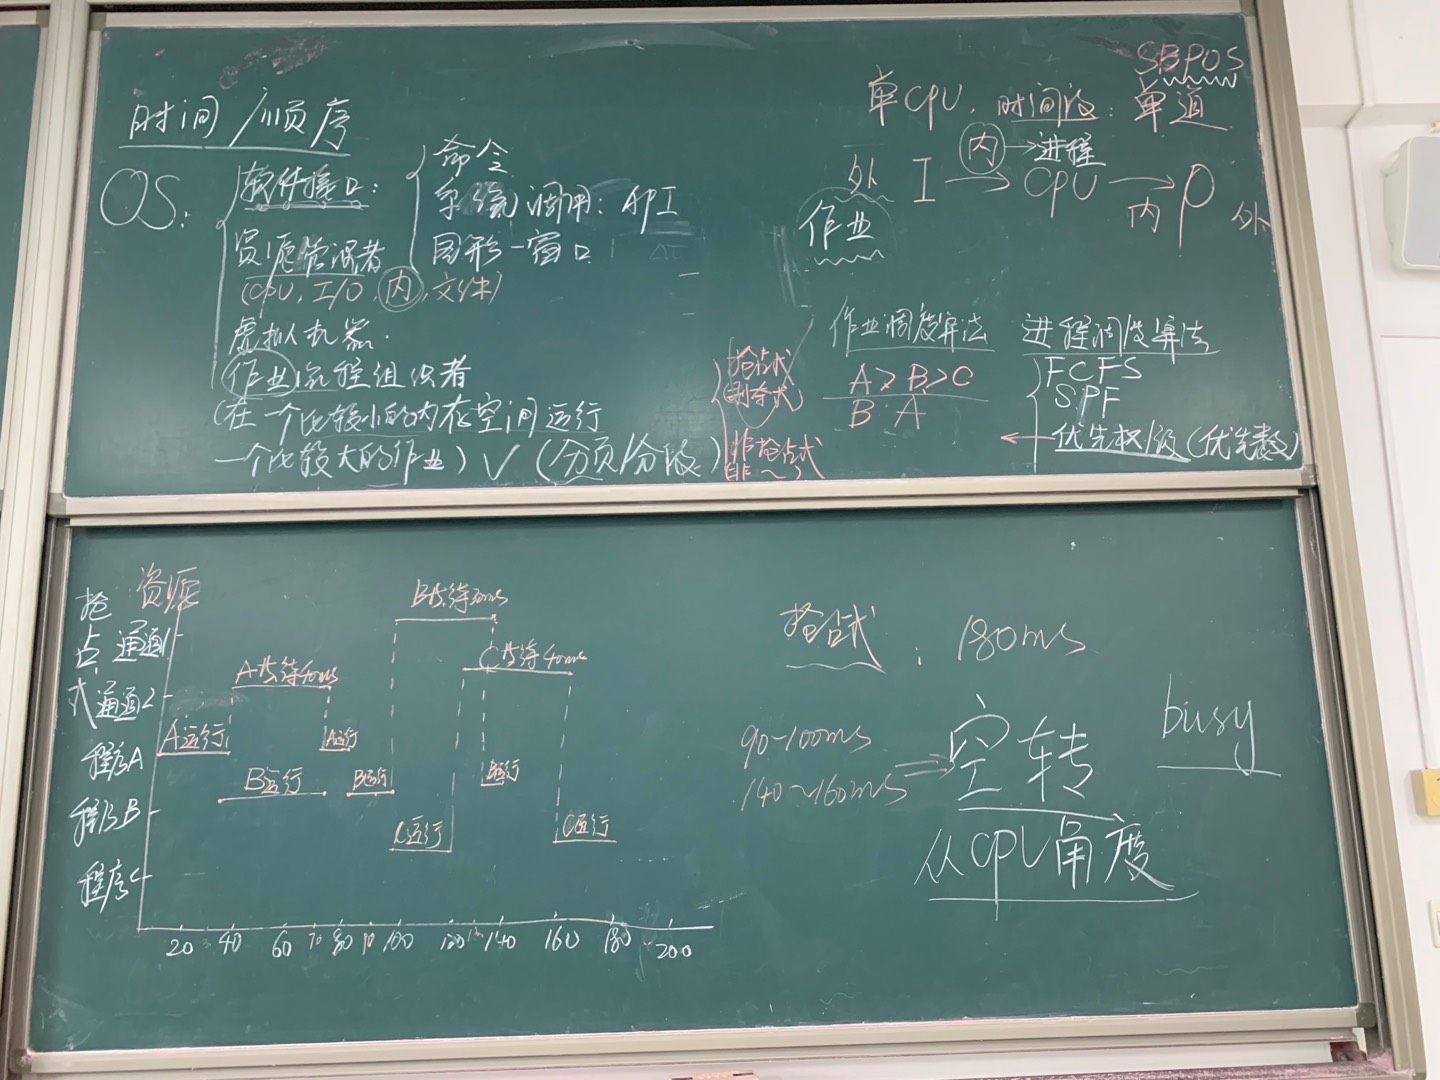 时间/顺序
OS:
软件接口:
命令
系统调用: API
图形-窗口
资源管理者
(CPU, I/O, 内, 文件)
虚拟机器.
作业流程组织者
(在一个比较小的内存空间运行
一个比较大的作业) √ (分页/分段)
SBPOS
单CPU. 时间段: 单道
内→进程
外 I → CPU → O
内 外
作业
作业调度算法
A>B>C
B A
抢占式
(剥夺式)
非抢占式
非~
进程调度算法
FCFS
SPF
优先权/级(优先数)
抢占式
资源
通道1
通道2
程序A
程序B
程序C
B等待30ms
C等待40ms
A等待40ms
A运行
A运行
B运行
B运行
B运行
C运行
C运行
20 40 60 70 80 90 100 120 130 140 160 180 200
抢占式: 180ms
90~100ms
140~160ms
空转
busy
从CPU角度